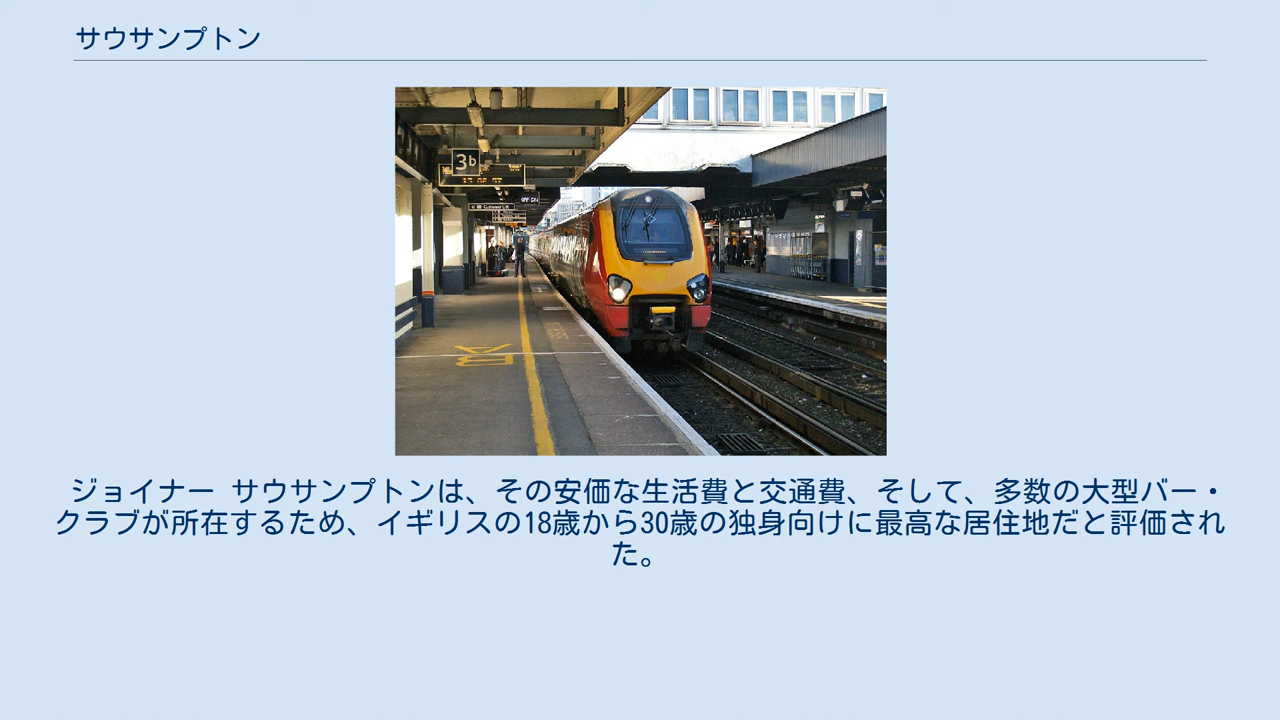 サウサンプトン
3b
ジョイナー サウサンプトンは、その安価な生活費と交通費、そして、多数の大型バー・
クラブが所在するため、イギリスの18歳から30歳の独身向けに最高な居住地だと評価され
た。